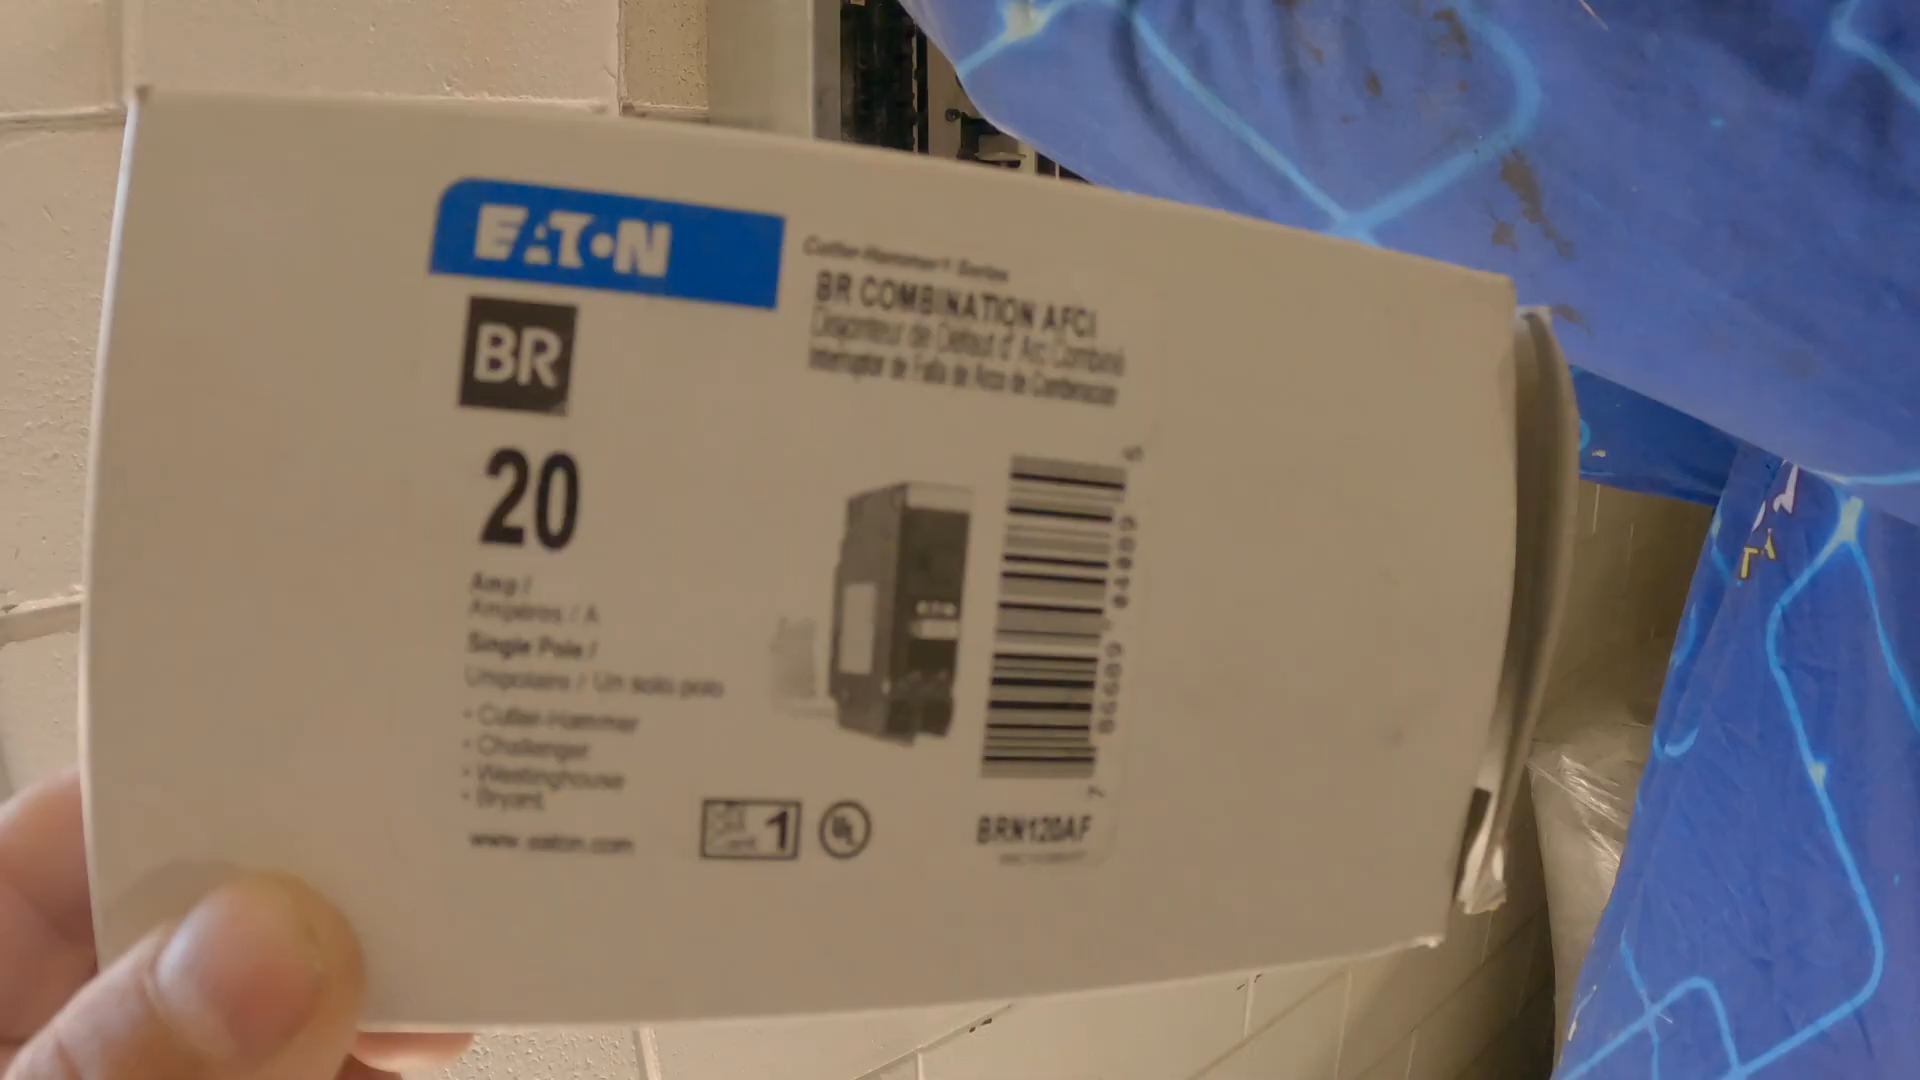 EATON
Cutler-Hammer® Series
BR COMBINATION AFCI
Disjoncteur de Défaut d' Arc Combiné
Interruptor de Falla de Arco de Combinación
BR
20
Amp /
Ampères / A
Single Pole /
Unipolaire / Un solo polo
• Cutler-Hammer
• Challenger
• Westinghouse
• Bryant
www.eaton.com
1
UL
BRN120AF